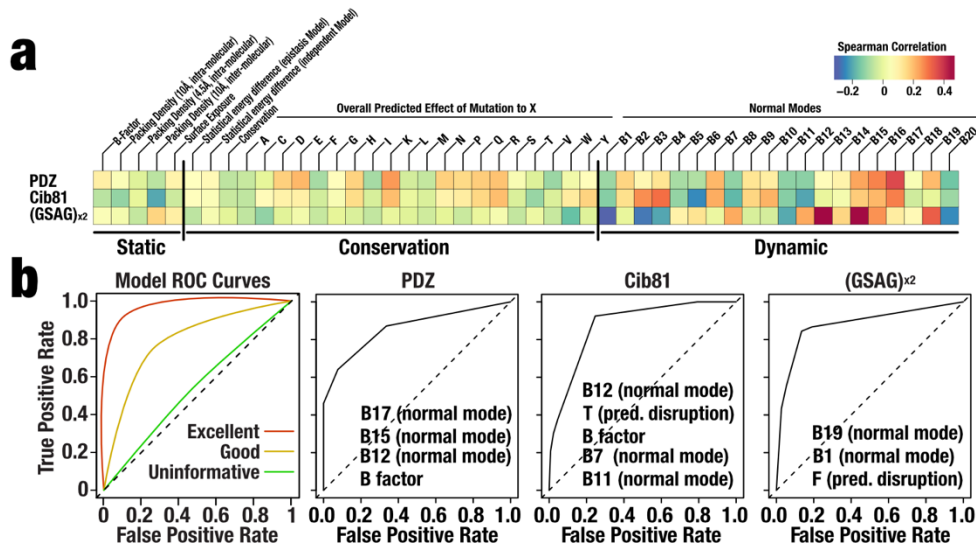 a
B-Factor
Packing Density (10Å, intra-molecular)
Packing Density (4.5Å, intra-molecular)
Packing Density (10Å, inter-molecular)
Surface Exposure
Statistical energy difference (epistasis Model)
Statistical energy difference (independent Model)
Conservation
Overall Predicted Effect of Mutation to X
A C D E F G H I K L M N P Q R S T V W Y
Normal Modes
B1 B2 B3 B4 B5 B6 B7 B8 B9 B10 B11 B12 B13 B14 B15 B16 B17 B18 B19 B20
Spearman Correlation
−0.2 0 0.2 0.4
PDZ
Cib81
(GSAG)x2
Static Conservation Dynamic
b
Model ROC Curves
True Positive Rate
1.0
0.8
0.6
0.4
0.2
0
Excellent
Good
Uninformative
0 0.2 0.4 0.6 0.8 1
False Positive Rate
PDZ
B17 (normal mode)
B15 (normal mode)
B12 (normal mode)
B factor
0.0 0.2 0.4 0.6 0.8 1.0
False Positive Rate
Cib81
B12 (normal mode)
T (pred. disruption)
B factor
B7 (normal mode)
B11 (normal mode)
0.0 0.2 0.4 0.6 0.8 1.0
False Positive Rate
(GSAG)x2
B19 (normal mode)
B1 (normal mode)
F (pred. disruption)
0.0 0.2 0.4 0.6 0.8 1.0
False Positive Rate